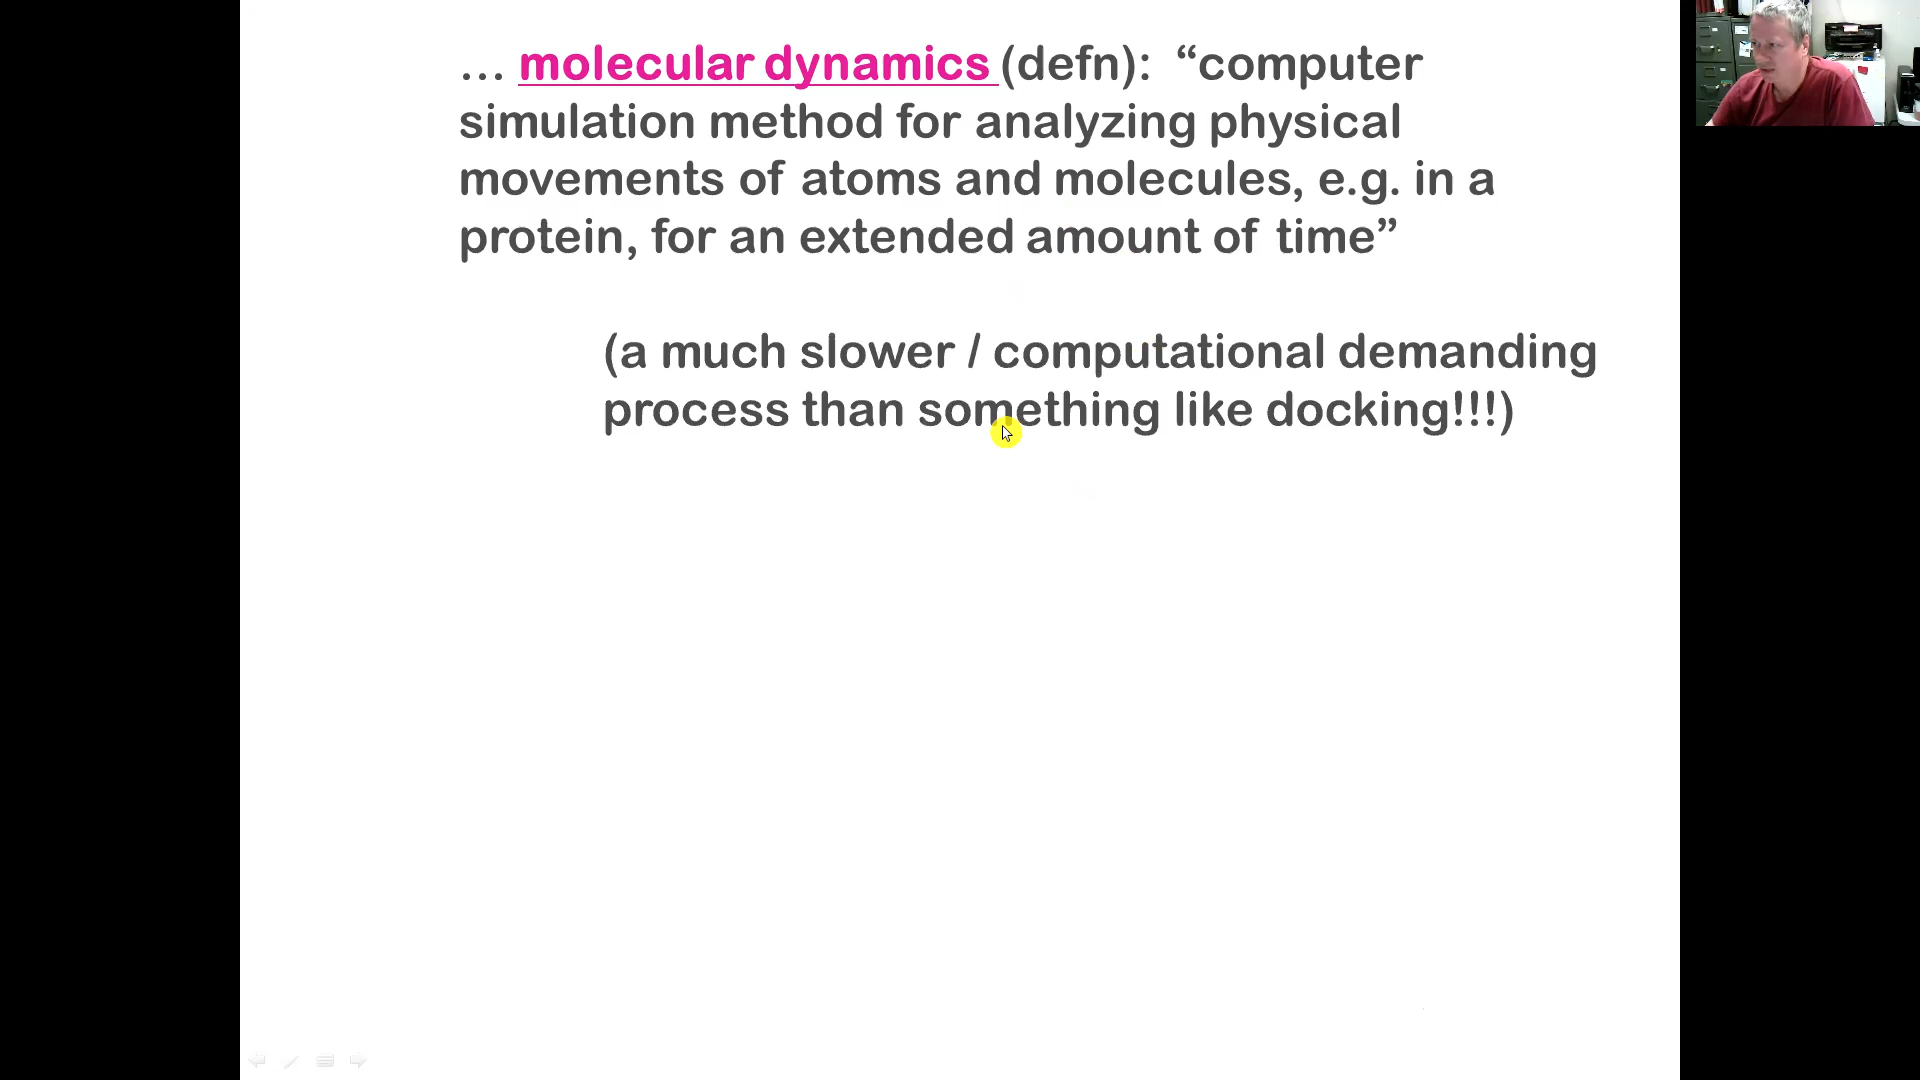 … molecular dynamics (defn): “computer
simulation method for analyzing physical
movements of atoms and molecules, e.g. in a
protein, for an extended amount of time”
(a much slower / computational demanding
process than something like docking!!!)